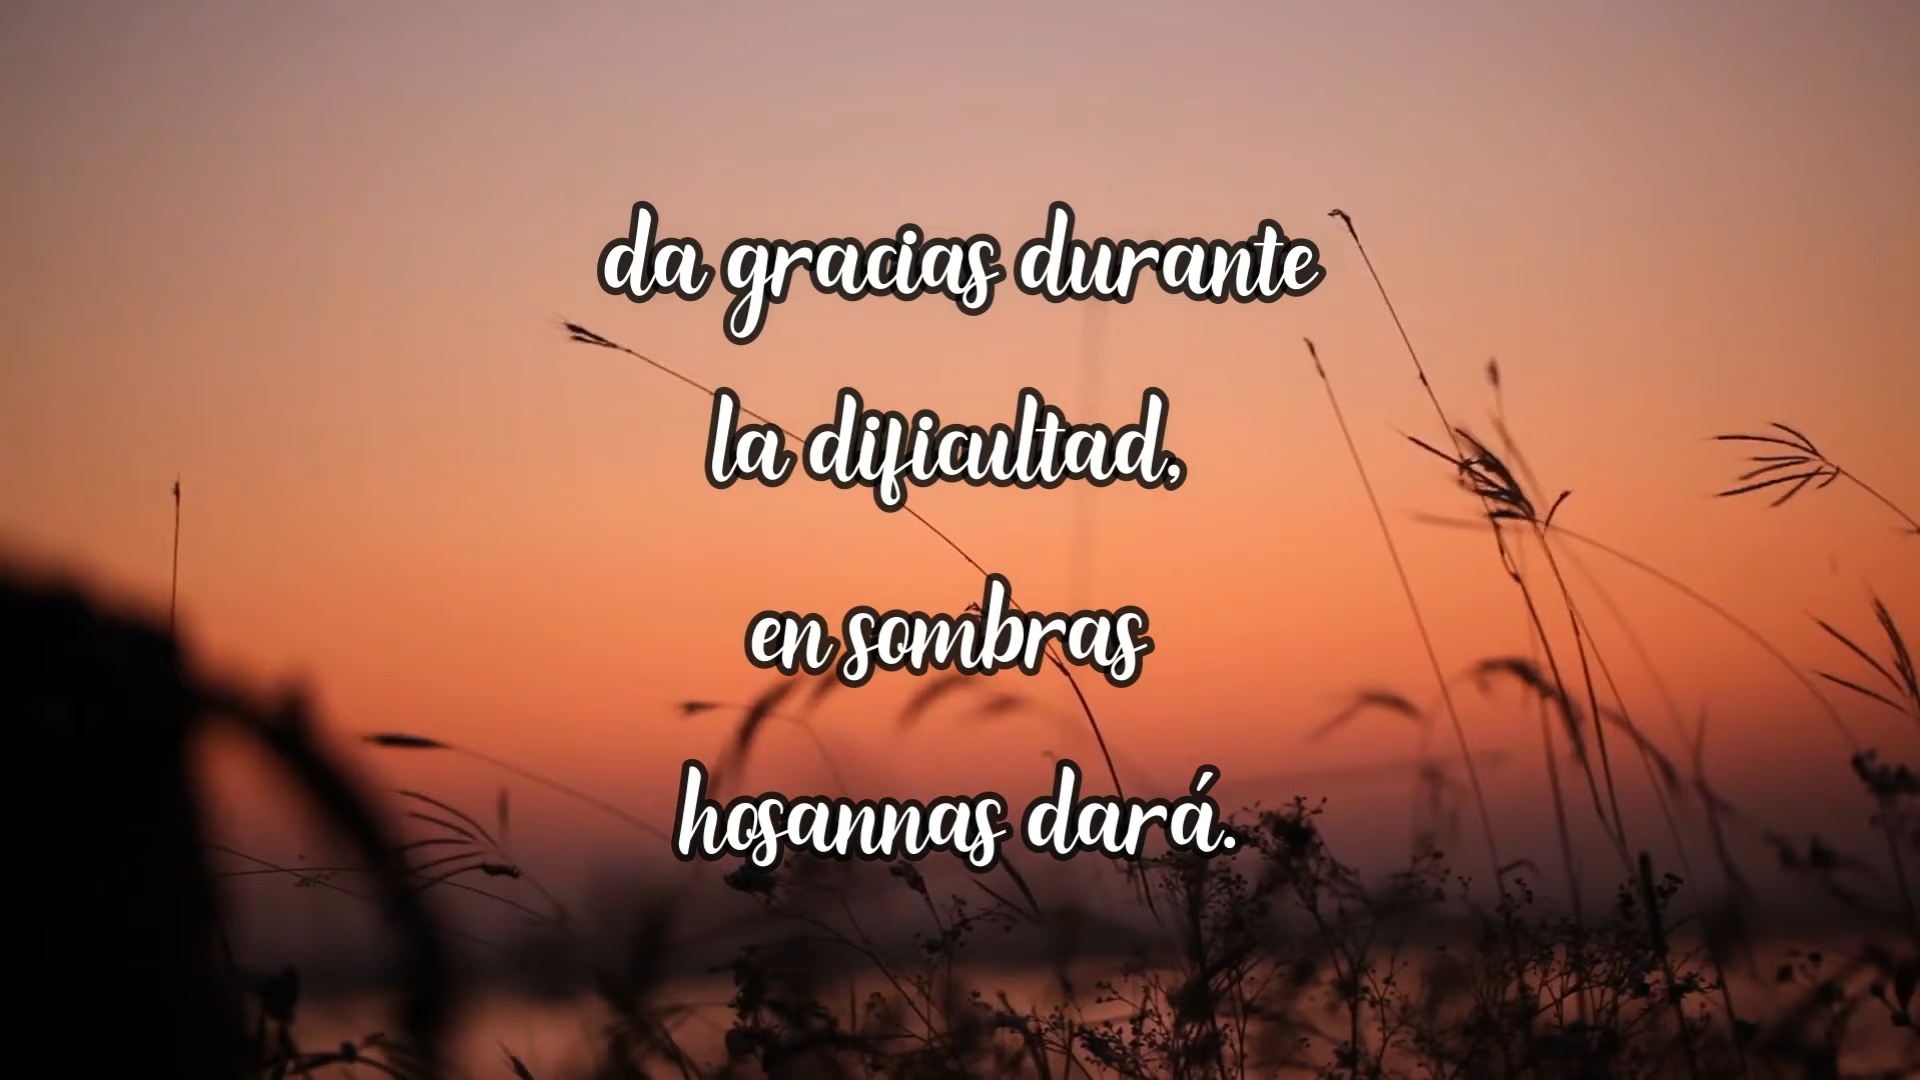 da gracias durante
la dificultad,
en sombras
hosannas dará.